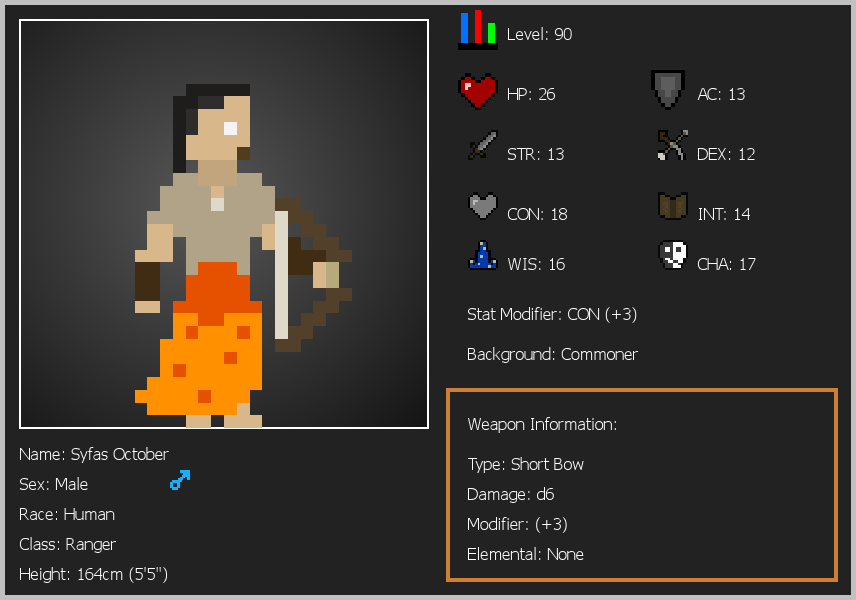 Level: 90
HP: 26
AC: 13
STR: 13
DEX: 12
CON: 18
INT: 14
WIS: 16
CHA: 17
Stat Modifier: CON (+3)
Background: Commoner
Weapon Information:
Type: Short Bow
Damage: d6
Modifier: (+3)
Elemental: None
Name: Syfas October
Sex: Male
Race: Human
Class: Ranger
Height: 164cm (5'5")